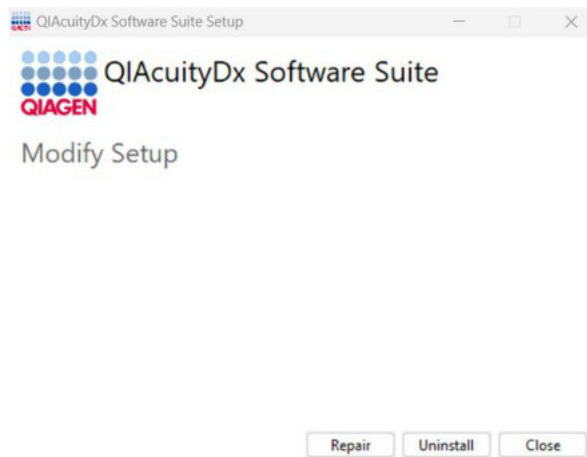 QIAcuityDx Software Suite Setup
QIAcuityDx Software Suite
QIAGEN
Modify Setup
Repair Uninstall Close